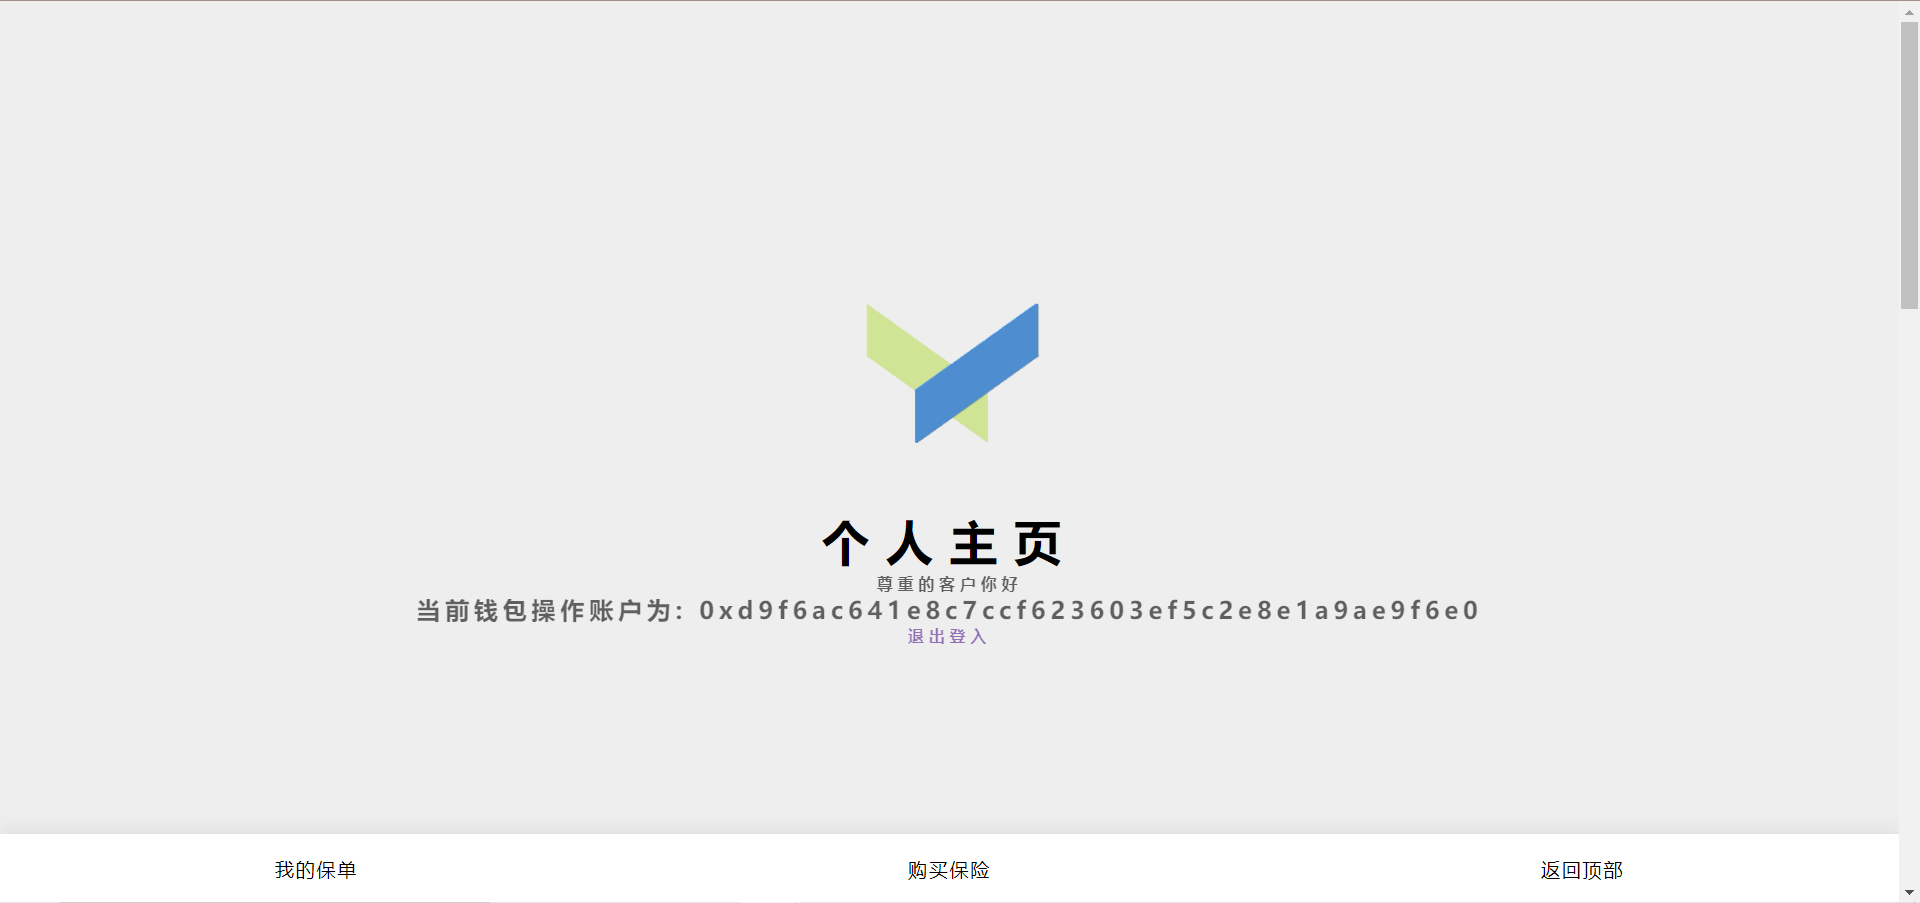 个人主页
尊重的客户你好
当前钱包操作账户为: 0xd9f6ac641e8c7ccf623603ef5c2e8e1a9ae9f6e0
退出登入
我的保单
购买保险
返回顶部